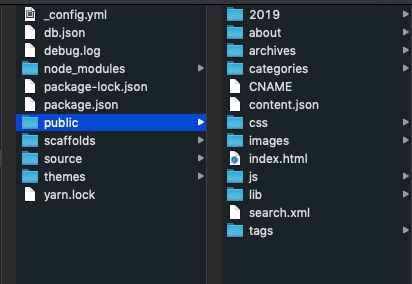 _config.yml
db.json
debug.log
node_modules
package-lock.json
package.json
public
scaffolds
source
themes
yarn.lock
2019
about
archives
categories
CNAME
content.json
css
images
index.html
js
lib
search.xml
tags